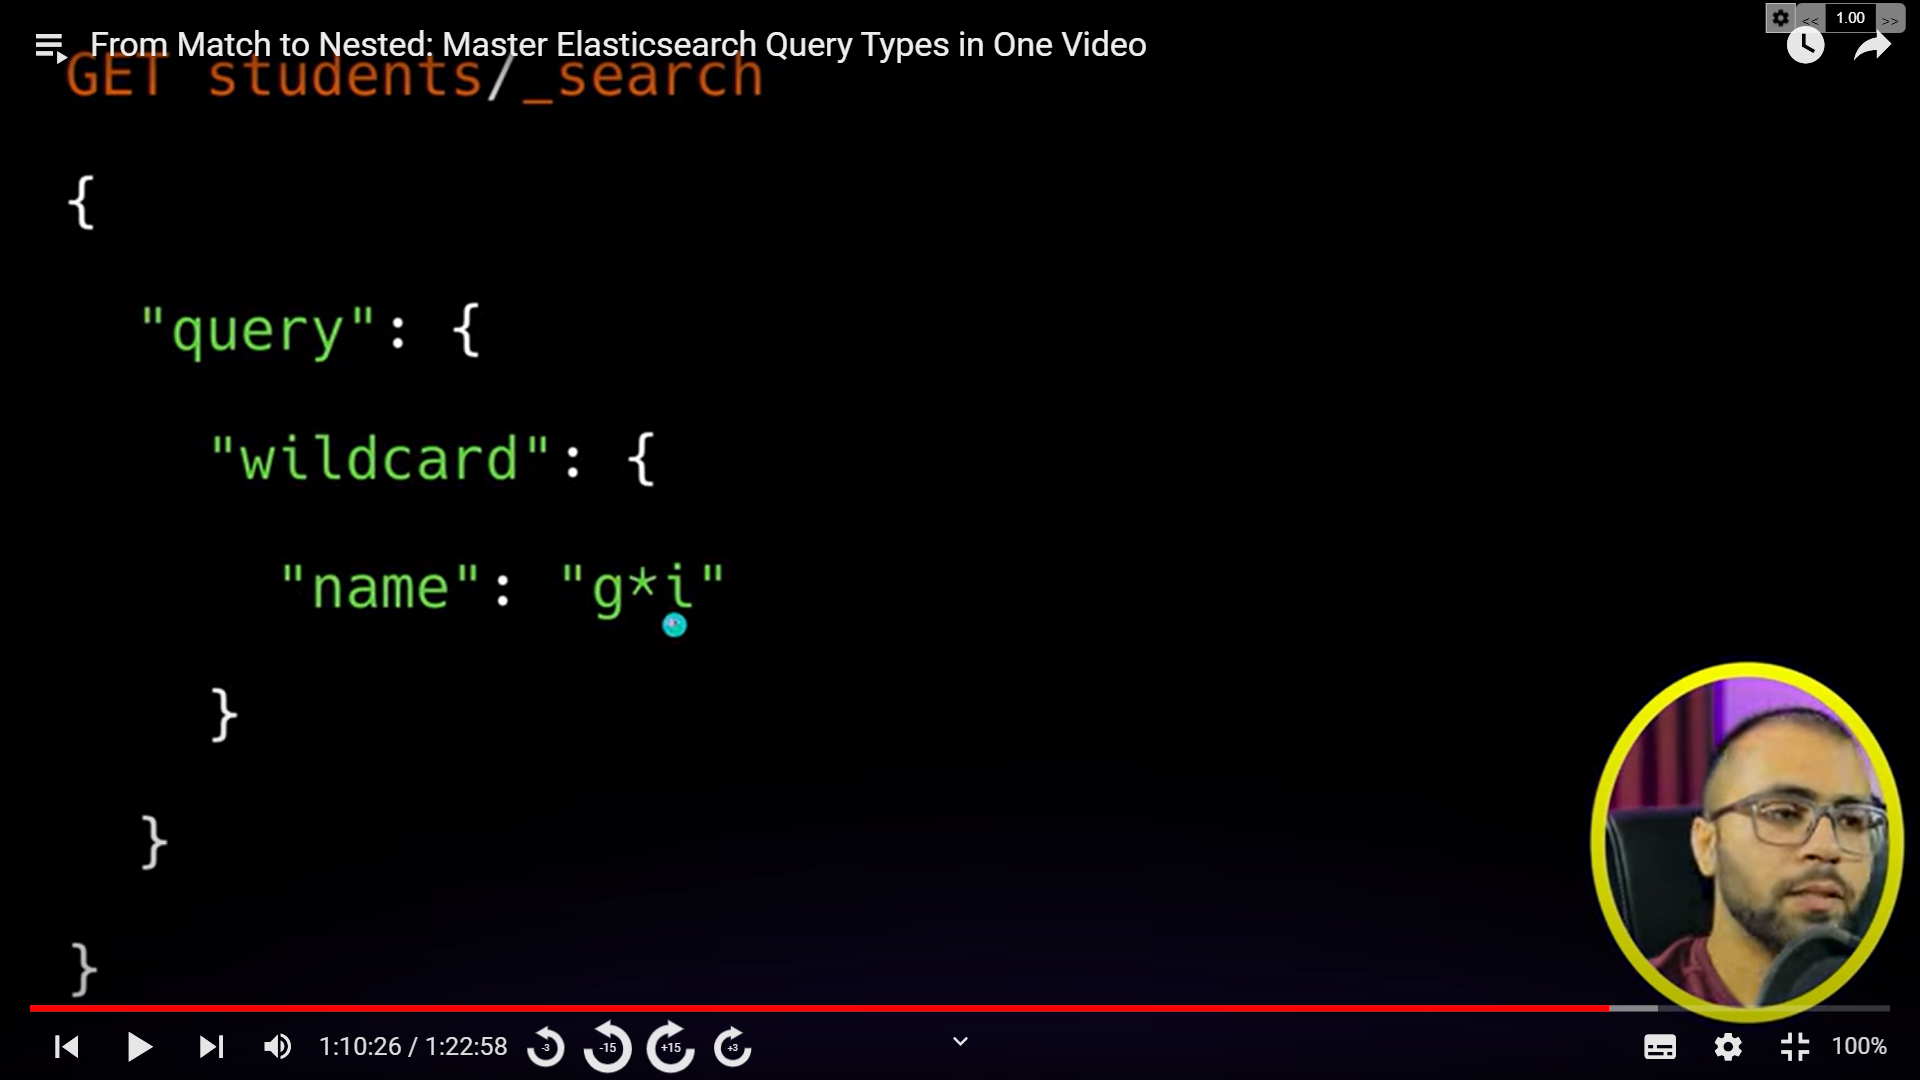 << 1.00 >>
From Match to Nested: Master Elasticsearch Query Types in One Video
GET students/_search
{
"query": {
"wildcard": {
"name": "g*i"
}
}
}
1:10:26 / 1:22:58 -3 -15 +15 +3 100%